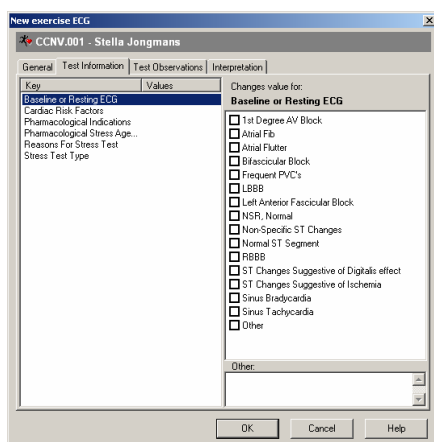 New exercise ECG
CCNV.001 - Stella Jongmans
General Test Information Test Observations Interpretation
Key Values
Baseline or Resting ECG
Cardiac Risk Factors
Pharmacological Indications
Pharmacological Stress Age...
Reasons For Stress Test
Stress Test Type
Changes value for:
Baseline or Resting ECG
1st Degree AV Block
Atrial Fib
Atrial Flutter
Bifascicular Block
Frequent PVC's
LBBB
Left Anterior Fascicular Block
NSR, Normal
Non-Specific ST Changes
Normal ST Segment
RBBB
ST Changes Suggestive of Digitalis effect
ST Changes Suggestive of Ischemia
Sinus Bradycardia
Sinus Tachycardia
Other
Other:
OK Cancel Help